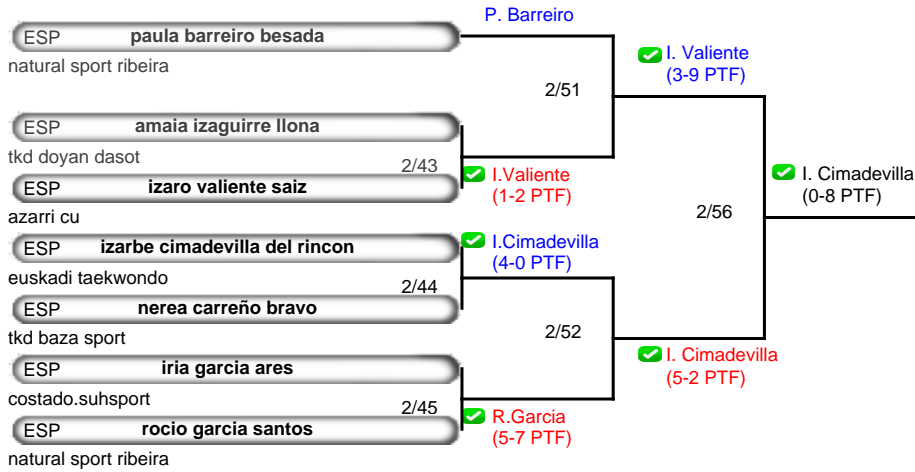 P. Barreiro
ESP paula barreiro besada
natural sport ribeira
I. Valiente
(3-9 PTF)
2/51
ESP amaia izaguirre llona
tkd doyan dasot
2/43
I.Valiente
(1-2 PTF)
ESP izaro valiente saiz
azarri cu
I. Cimadevilla
(0-8 PTF)
2/56
ESP izarbe cimadevilla del rincon
euskadi taekwondo
I.Cimadevilla
(4-0 PTF)
2/44
ESP nerea carreño bravo
tkd baza sport
2/52
I. Cimadevilla
(5-2 PTF)
ESP iria garcia ares
costado.suhsport
2/45
R.Garcia
(5-7 PTF)
ESP rocio garcia santos
natural sport ribeira